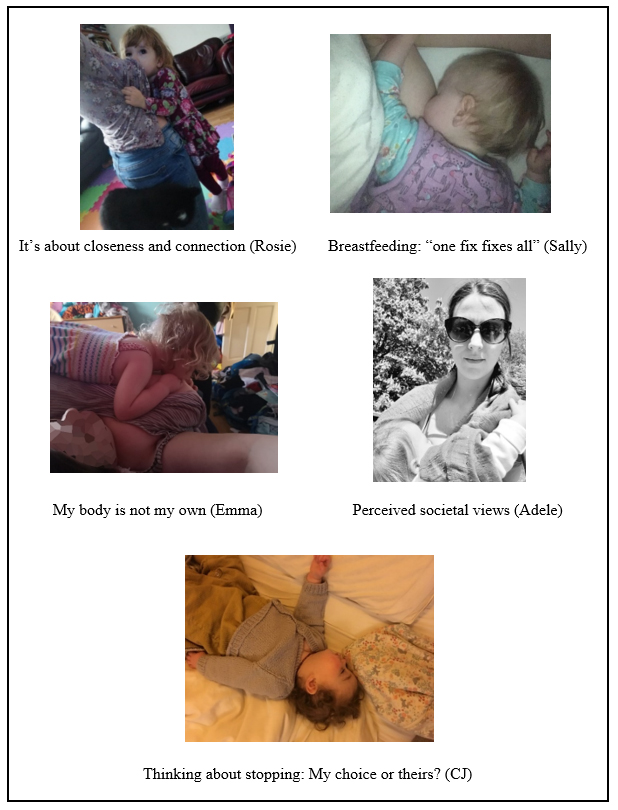 It’s about closeness and connection (Rosie)
Breastfeeding: “one fix fixes all” (Sally)
My body is not my own (Emma)
Perceived societal views (Adele)
Thinking about stopping: My choice or theirs? (CJ)